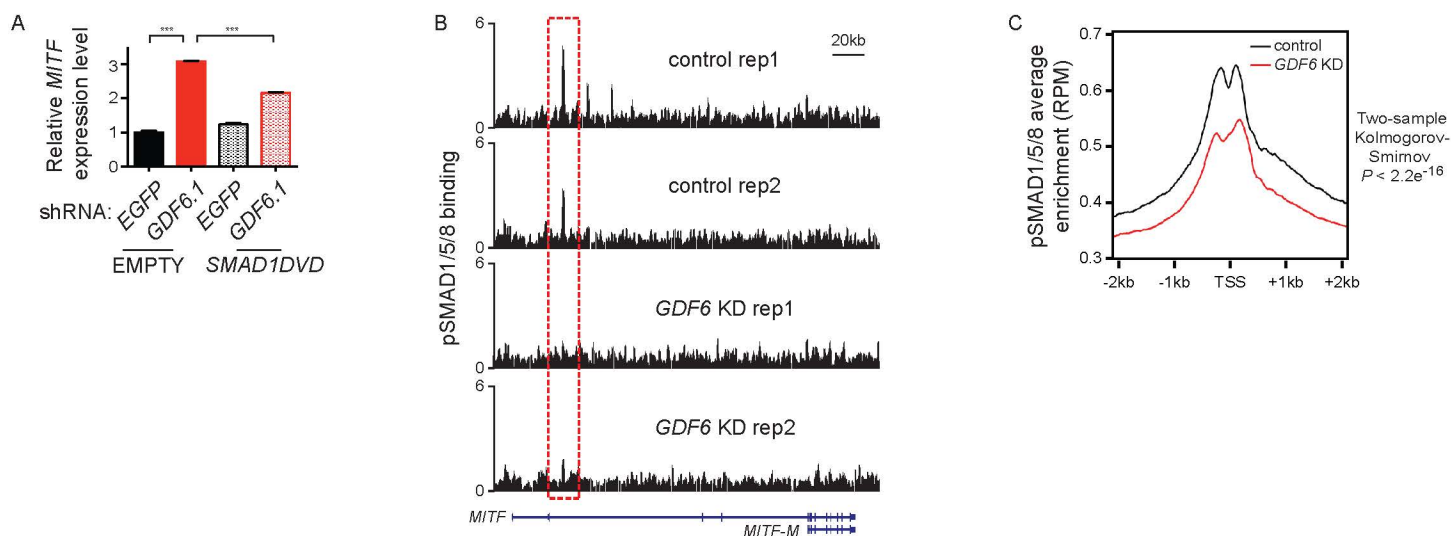 A
Relative MITF
expression level
3
2
1
0
***
***
shRNA:
EGFP
GDF6.1
EGFP
GDF6.1
EMPTY
SMAD1DVD
B
pSMAD1/5/8 binding
6
0
control rep1
20kb
6
0
control rep2
6
0
GDF6 KD rep1
6
0
GDF6 KD rep2
MITF
MITF-M
C
pSMAD1/5/8 average
enrichment (RPM)
0.7
0.6
0.5
0.4
0.3
control
GDF6 KD
-2kb
-1kb
TSS
+1kb
+2kb
Two-sample
Kolmogorov-
Smirnov
P < 2.2e-16